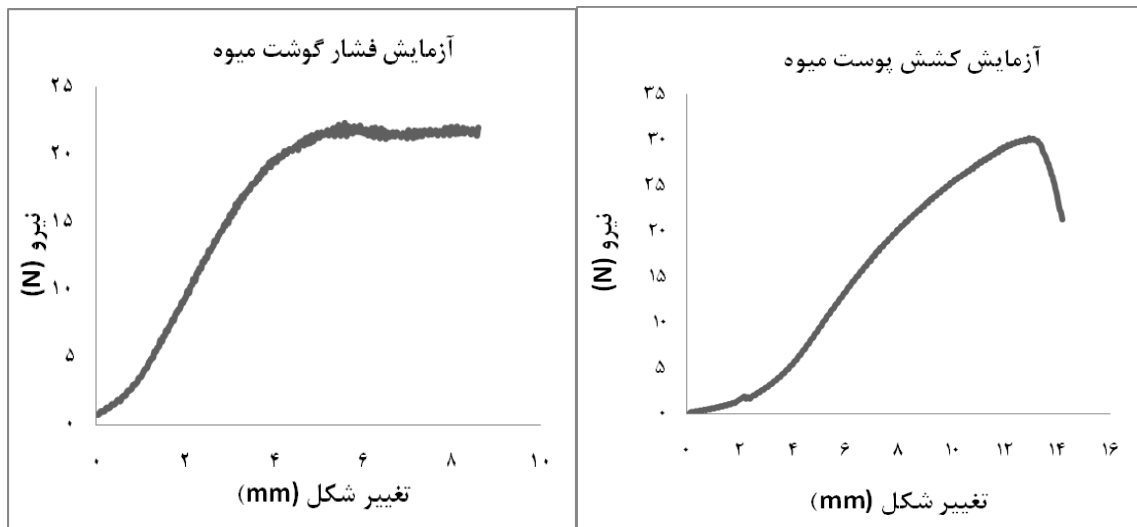 آزمایش فشار گوشت میوه
۲۵
۲۰
۱۵
۱۰
۵
۰
نیرو (N)
۰ ۲ ۴ ۶ ۸ ۱۰
تغییر شکل (mm)
آزمایش کشش پوست میوه
۳۵
۳۰
۲۵
۲۰
۱۵
۱۰
۵
۰
نیرو (N)
۰ ۲ ۴ ۶ ۸ ۱۰ ۱۲ ۱۴ ۱۶
تغییر شکل (mm)